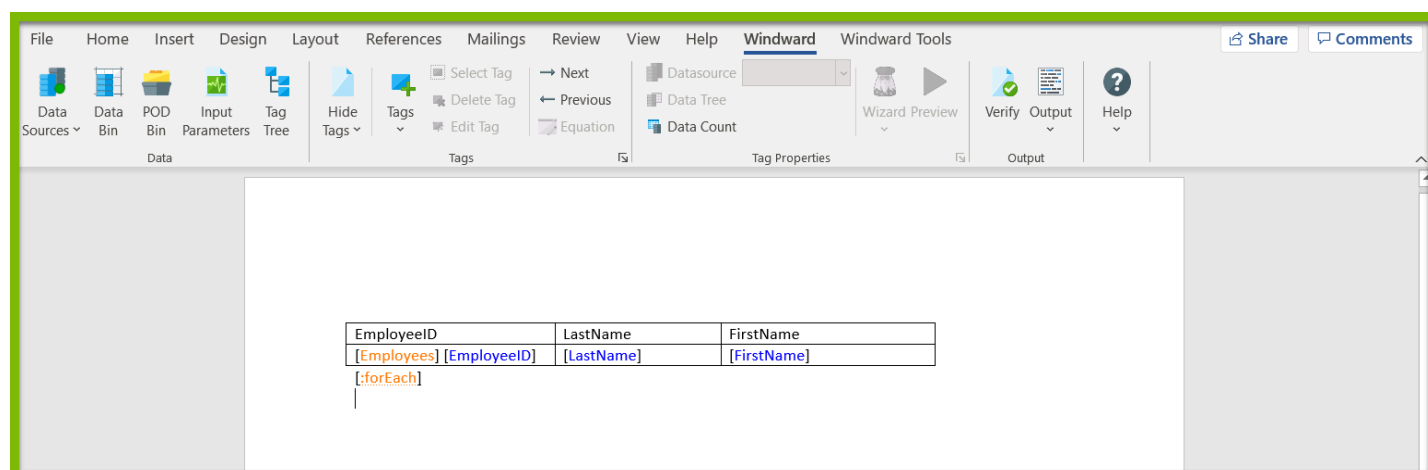 File Home Insert Design Layout References Mailings Review View Help Windward Windward Tools Share Comments
Select Tag Next Datasource
Delete Tag Previous Data Tree
Data Data POD Input Tag Hide Tags Wizard Preview Verify Output Help
Sources Bin Bin Parameters Tree Tags Edit Tag Equation Data Count
Data Tags Tag Properties Output
EmployeeID LastName FirstName
[Employees] [EmployeeID] [LastName] [FirstName]
[:forEach]